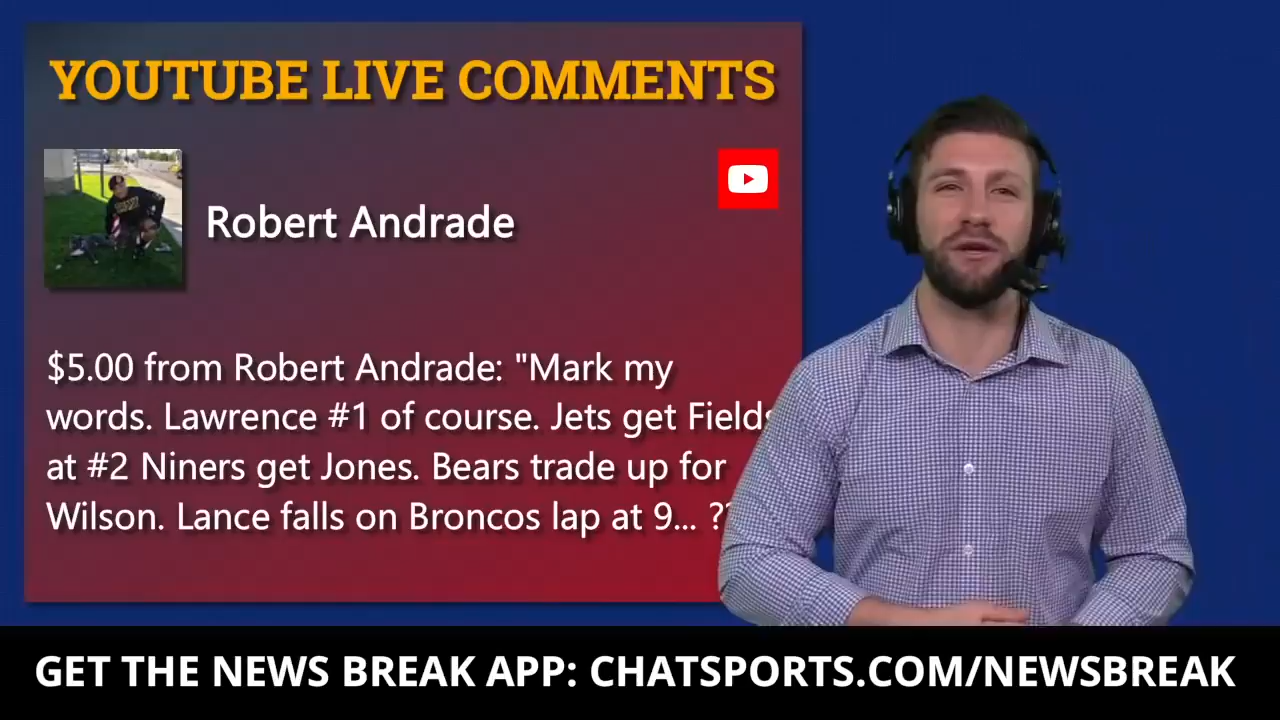 YOUTUBE LIVE COMMENTS
Robert Andrade
$5.00 from Robert Andrade: "Mark my
words. Lawrence #1 of course. Jets get Fields
at #2 Niners get Jones. Bears trade up for
Wilson. Lance falls on Broncos lap at 9... ??
GET THE NEWS BREAK APP: CHATSPORTS.COM/NEWSBREAK